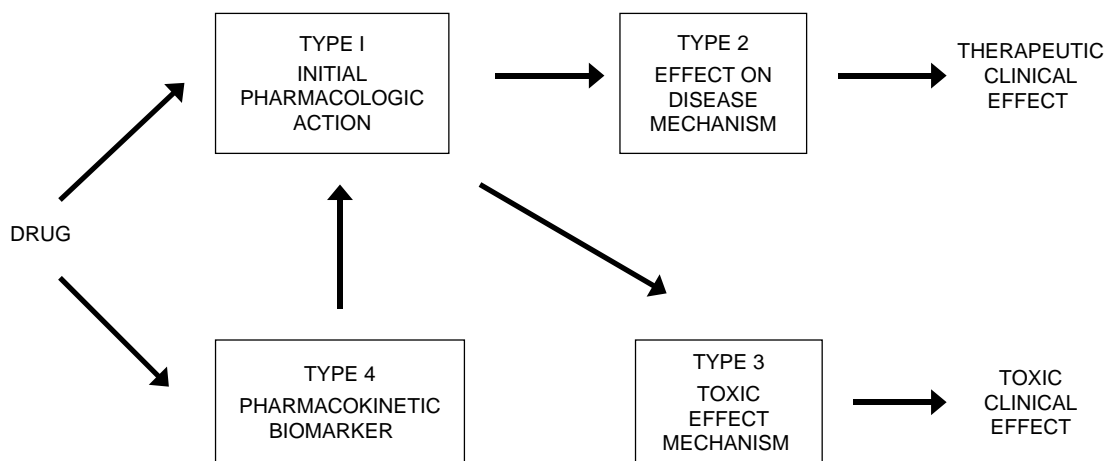 TYPE I
INITIAL
PHARMACOLOGIC
ACTION
TYPE 2
EFFECT ON
DISEASE
MECHANISM
THERAPEUTIC
CLINICAL
EFFECT
DRUG
TYPE 4
PHARMACOKINETIC
BIOMARKER
TYPE 3
TOXIC
EFFECT
MECHANISM
TOXIC
CLINICAL
EFFECT